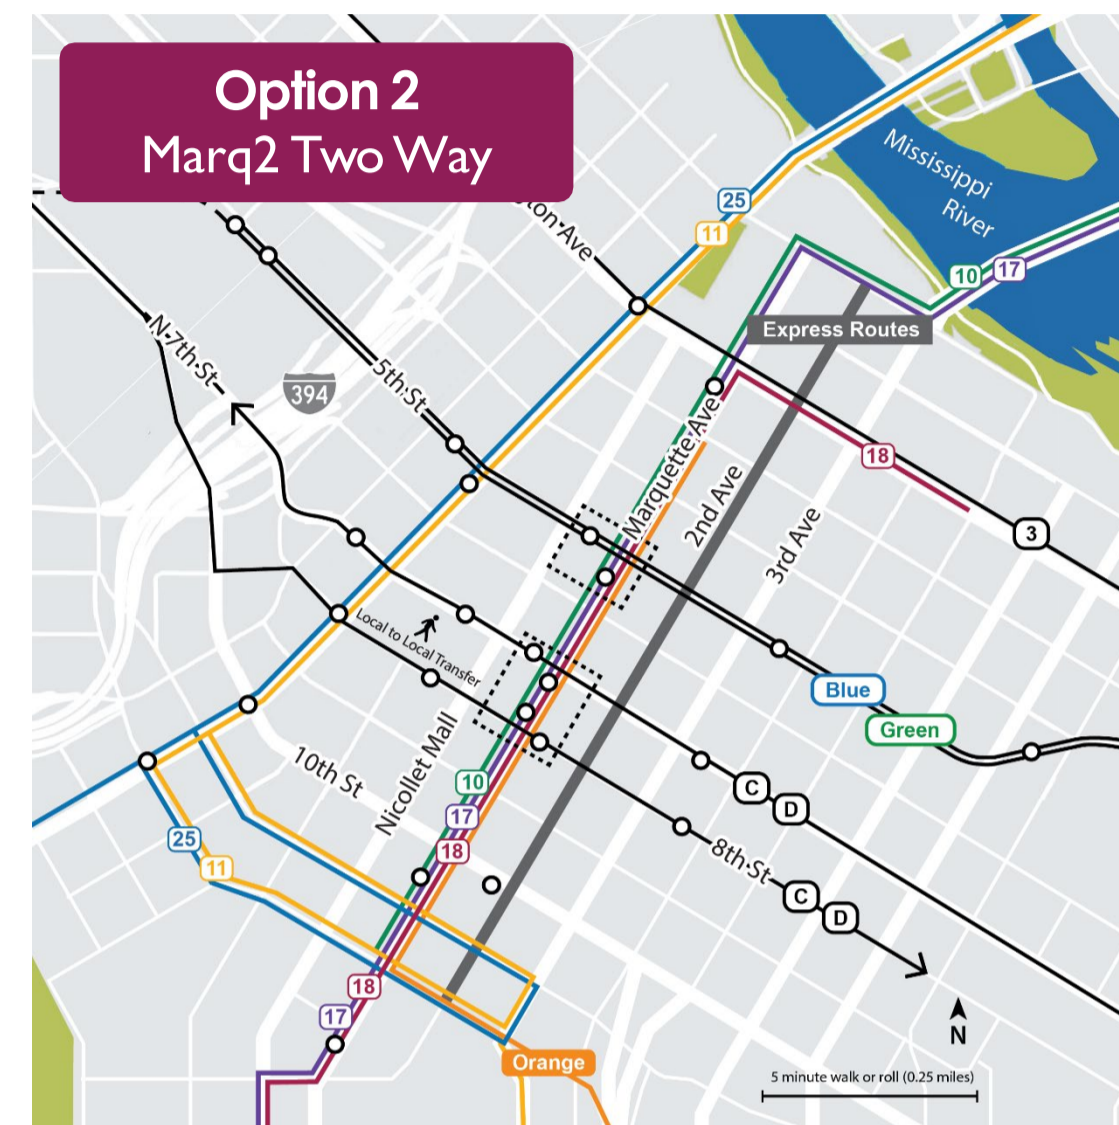 Option 2
Marq2 Two Way
Mississippi
River
25
11
10
17
Express Routes
N 7th St
394
5th St
Marquette Ave
2nd Ave
3rd Ave
18
3
Local to Local Transfer
Blue
Green
Nicollet Mall
10th St
10
17
18
C
D
8th St
C
D
25
11
18
17
Orange
N
5 minute walk or roll (0.25 miles)